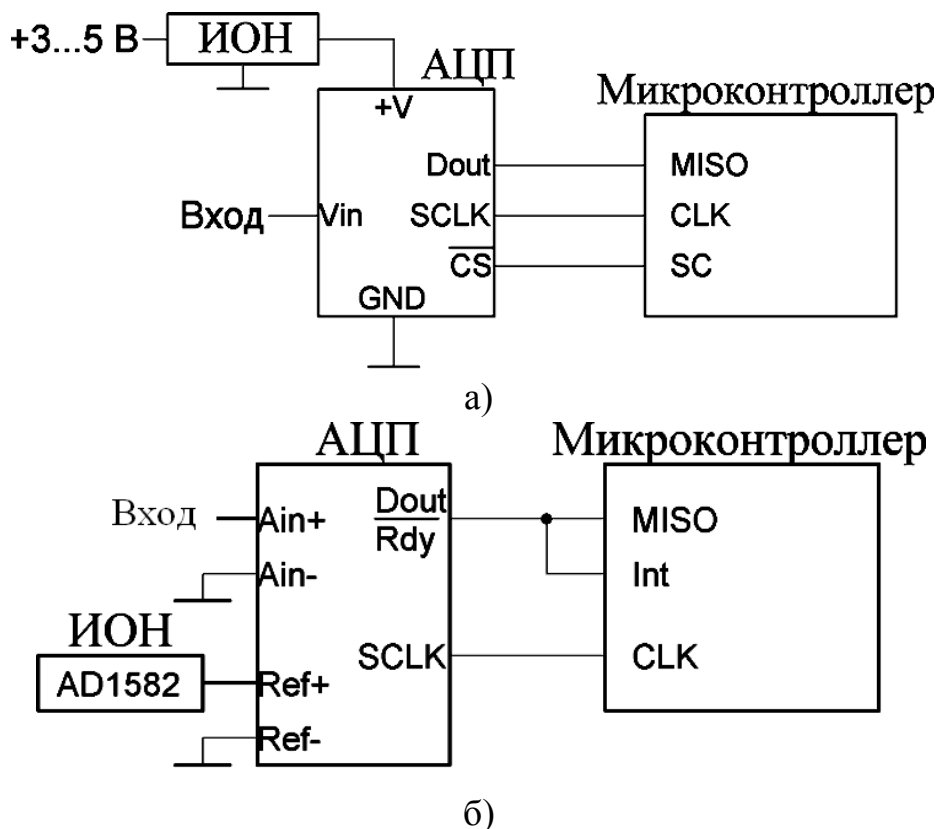 +3...5 В
ИОН
АЦП
Микроконтроллер
+V
Dout
MISO
Вход
Vin
SCLK
CLK
CS
SC
GND
а)
АЦП
Микроконтроллер
Вход
Ain+
Dout
Rdy
MISO
Ain-
Int
ИОН
AD1582
Ref+
SCLK
CLK
Ref-
б)